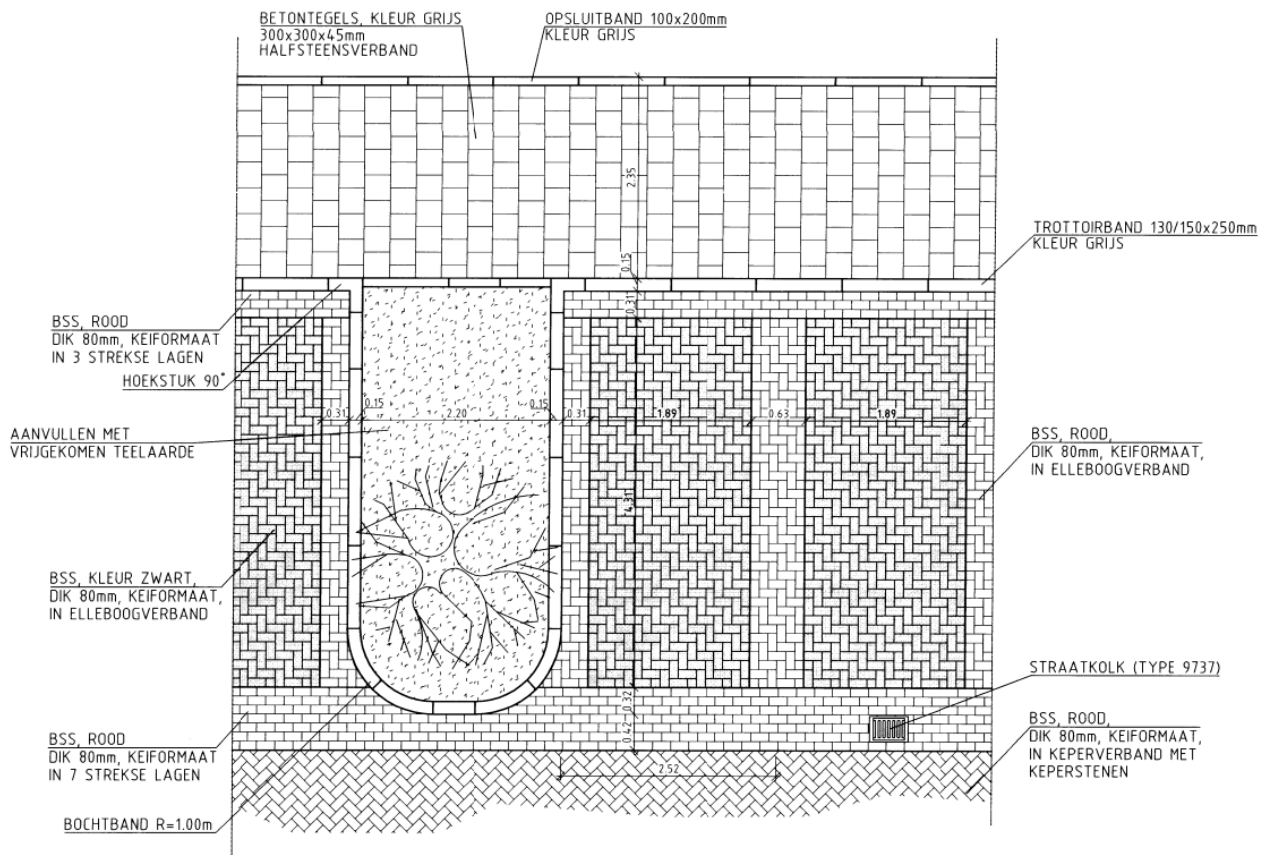 BETONTEGELS, KLEUR GRIJS
300x300x45mm
HALFSTEENSVERBAND
OPSLUITBAND 100x200mm
KLEUR GRIJS
2.35
TROTTOIRBAND 130/150x250mm
KLEUR GRIJS
0.15
0.31
BSS, ROOD
DIK 80mm, KEIFORMAAT
IN 3 STREKSE LAGEN
HOEKSTUK 90°
0.31
0.15
2.20
0.15
0.31
1.89
0.63
1.89
AANVULLEN MET
VRIJGEKOMEN TEELAARDE
BSS, ROOD,
DIK 80mm, KEIFORMAAT,
IN ELLEBOOGVERBAND
4.31
BSS, KLEUR ZWART,
DIK 80mm, KEIFORMAAT,
IN ELLEBOOGVERBAND
STRAATKOLK (TYPE 9737)
0.32
0.42
BSS, ROOD
DIK 80mm, KEIFORMAAT
IN 7 STREKSE LAGEN
BSS, ROOD,
DIK 80mm, KEIFORMAAT,
IN KEPERVERBAND MET
KEPERSTENEN
2.52
BOCHTBAND R=1.00m